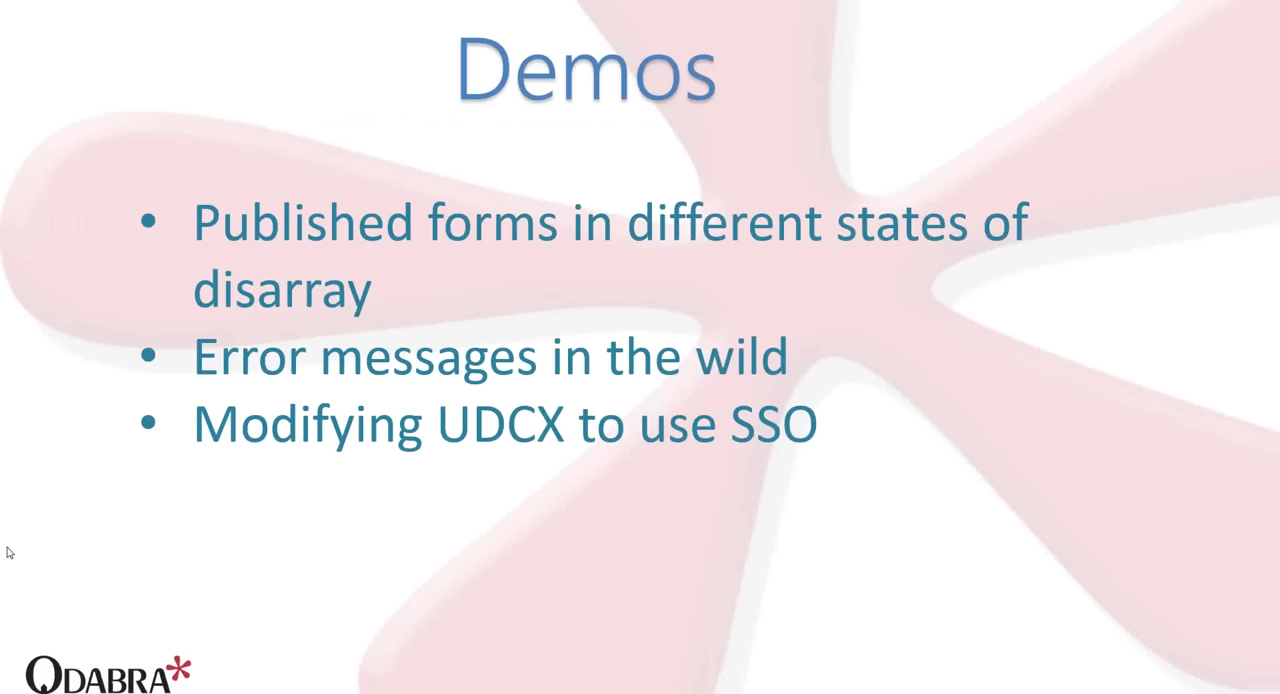 Demos
• Published forms in different states of
disarray
• Error messages in the wild
• Modifying UDCX to use SSO
QDABRA*